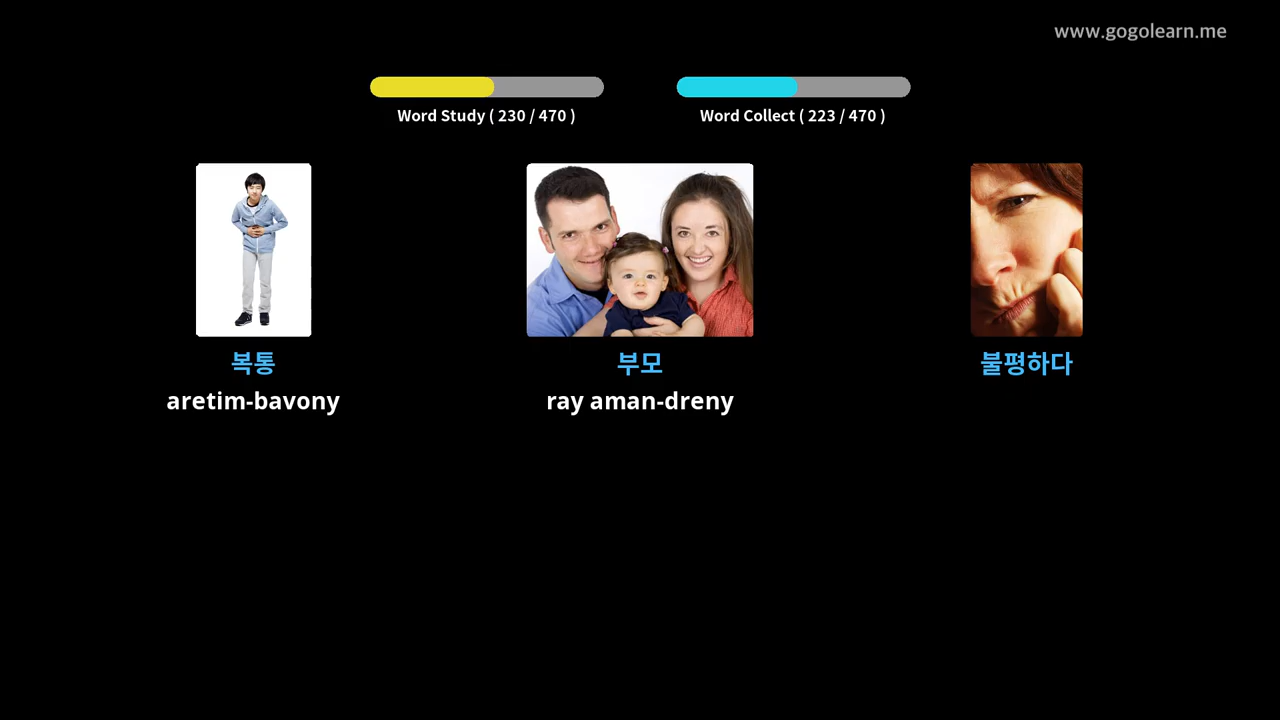 www.gogolearn.me
Word Study ( 230 / 470 )
Word Collect ( 223 / 470 )
복통
부모
불평하다
aretim-bavony
ray aman-dreny